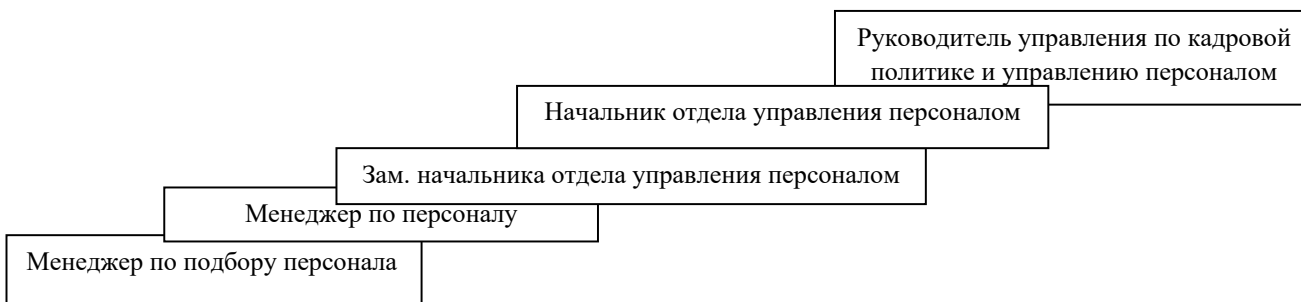 Руководитель управления по кадровой
политике и управлению персоналом
Начальник отдела управления персоналом
Зам. начальника отдела управления персоналом
Менеджер по персоналу
Менеджер по подбору персонала